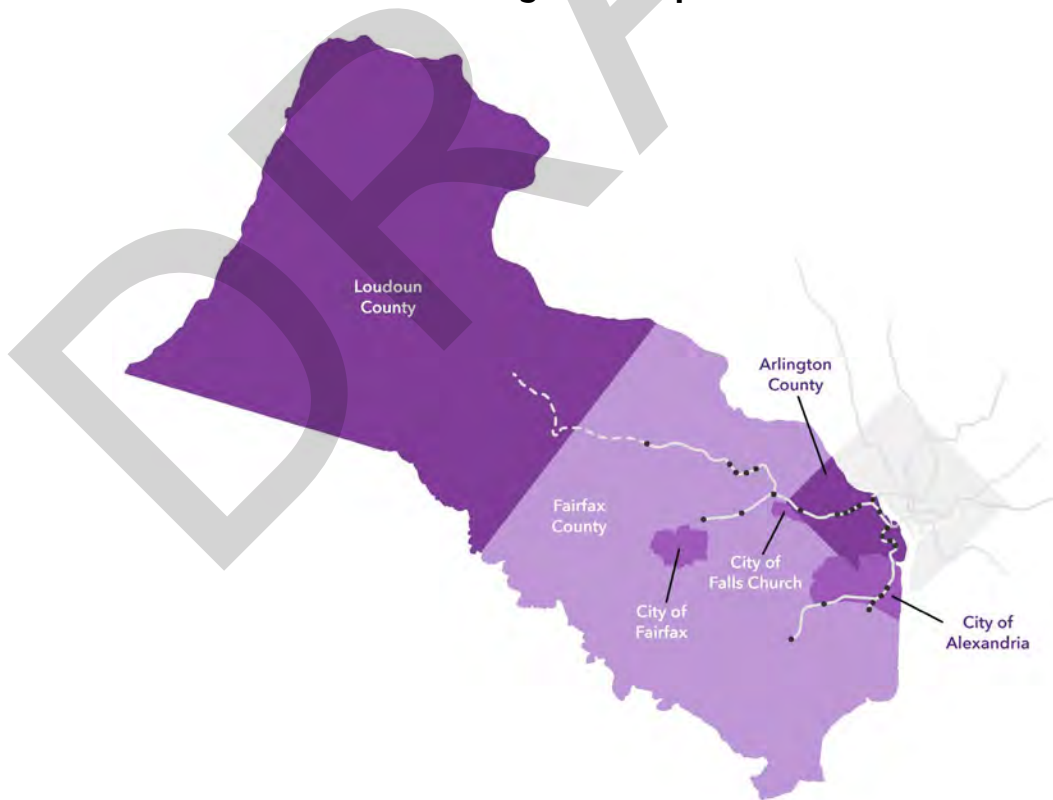 Loudoun
County
Arlington
County
Fairfax
County
City of
Falls Church
City of
Fairfax
City of
Alexandria